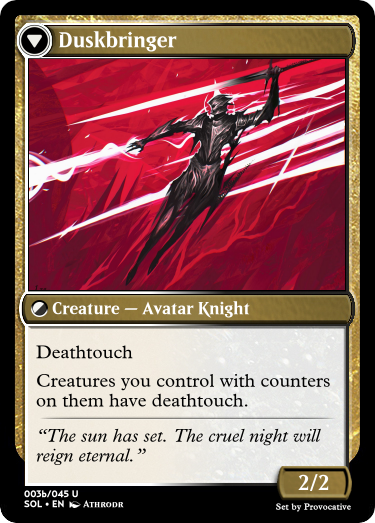 Duskbringer
Creature — Avatar Knight
Deathtouch
Creatures you control with counters
on them have deathtouch.
“The sun has set. The cruel night will
reign eternal.”
2/2
003b/045 U
SOL • EN Athrodr
Set by Provocative